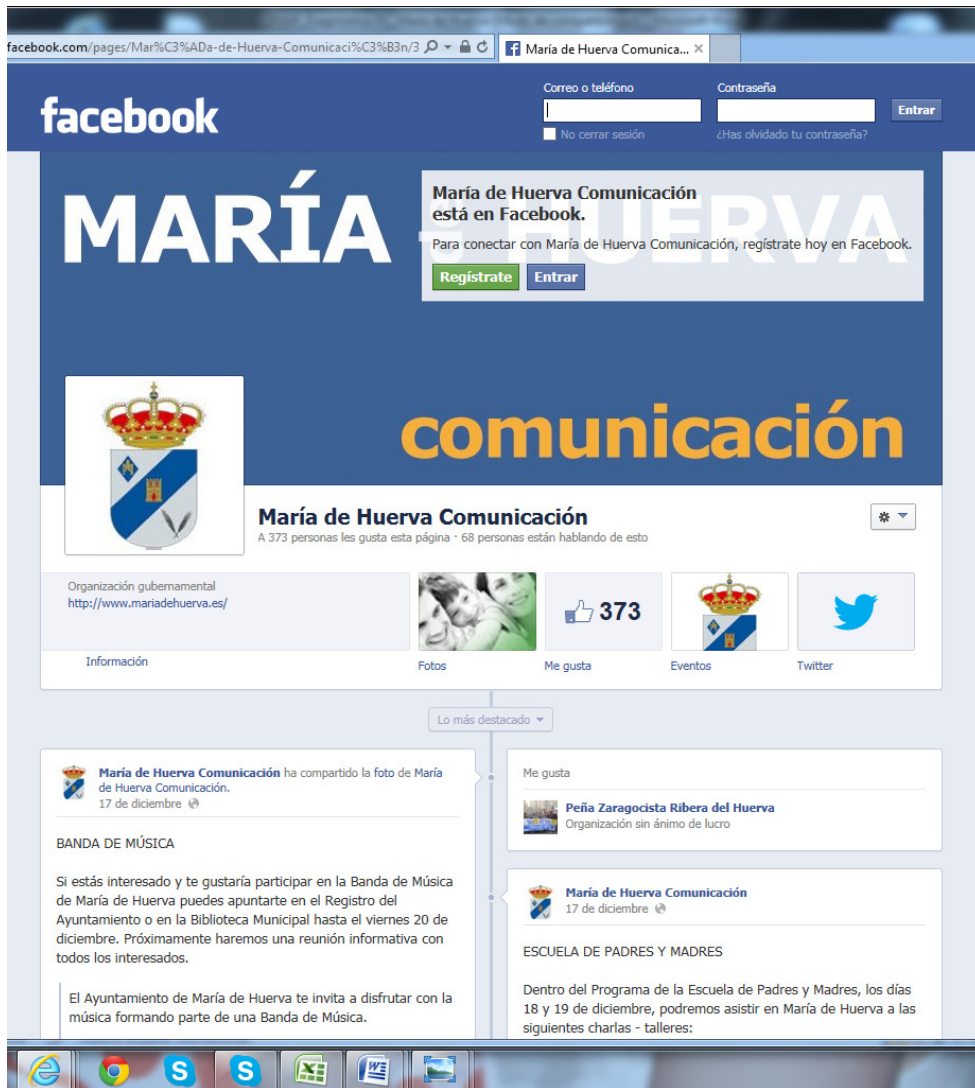 facebook.com/pages/Mar%C3%ADa-de-Huerva-Comunicaci%C3%B3n/3
María de Huerva Comunica...
facebook
Correo o teléfono
Contraseña
Entrar
No cerrar sesión
¿Has olvidado tu contraseña?
MARÍA HUERVA
María de Huerva Comunicación
está en Facebook.
Para conectar con María de Huerva Comunicación, regístrate hoy en Facebook.
Regístrate
Entrar
comunicación
María de Huerva Comunicación
A 373 personas les gusta esta página · 68 personas están hablando de esto
Organización gubernamental
http://www.mariadehuerva.es/
373
Información
Fotos
Me gusta
Eventos
Twitter
Lo más destacado
María de Huerva Comunicación ha compartido la foto de María
de Huerva Comunicación.
17 de diciembre
BANDA DE MÚSICA
Si estás interesado y te gustaría participar en la Banda de Música
de María de Huerva puedes apuntarte en el Registro del
Ayuntamiento o en la Biblioteca Municipal hasta el viernes 20 de
diciembre. Próximamente haremos una reunión informativa con
todos los interesados.
El Ayuntamiento de María de Huerva te invita a disfrutar con la
música formando parte de una Banda de Música.
Me gusta
Peña Zaragocista Ribera del Huerva
Organización sin ánimo de lucro
María de Huerva Comunicación
17 de diciembre
ESCUELA DE PADRES Y MADRES
Dentro del Programa de la Escuela de Padres y Madres, los días
18 y 19 de diciembre, podremos asistir en María de Huerva a las
siguientes charlas - talleres: